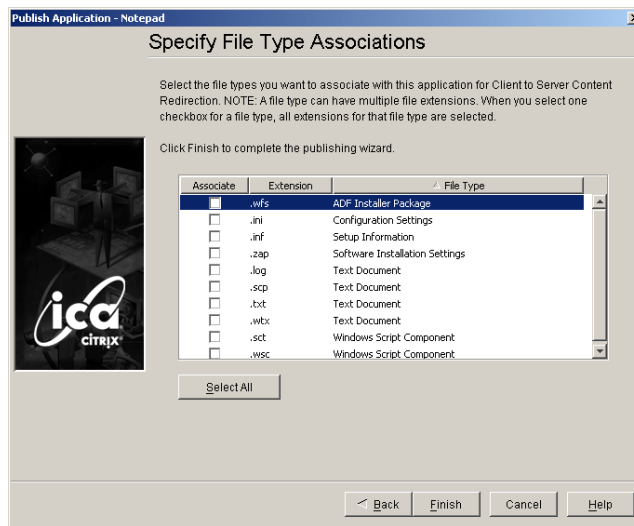 Publish Application - Notepad
Specify File Type Associations
Select the file types you want to associate with this application for Client to Server Content
Redirection. NOTE: A file type can have multiple file extensions. When you select one
checkbox for a file type, all extensions for that file type are selected.
Click Finish to complete the publishing wizard.
Associate Extension File Type
.wfs ADF Installer Package
.ini Configuration Settings
.inf Setup Information
.zap Software Installation Settings
.log Text Document
.scp Text Document
.txt Text Document
.wtx Text Document
.sct Windows Script Component
.wsc Windows Script Component
ica
CITRIX
Select All
Back Finish Cancel Help